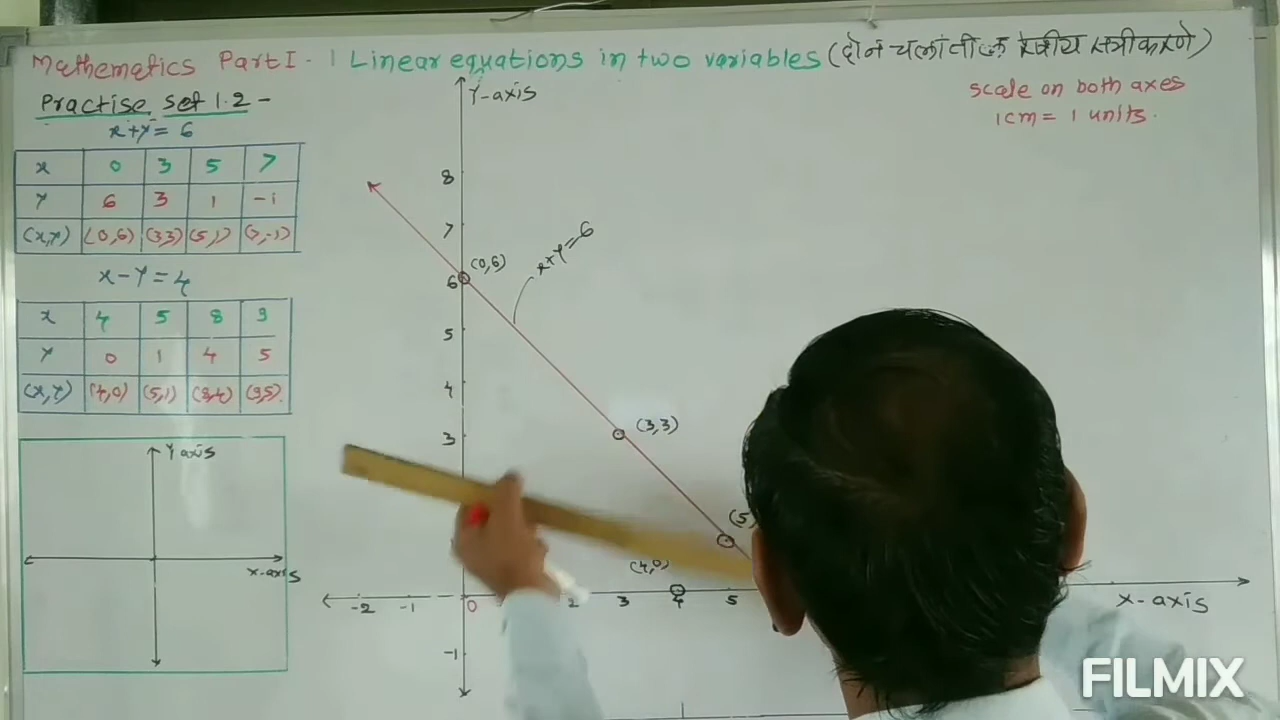 Mathematics Part I - 1 Linear equations in two variables (दोन चलांतील रेषीय समीकरणे)
Practise Set 1.2 -
scale on both axes
1cm = 1 units.
x+y = 6
x 0 3 5 7
y 6 3 1 -1
(x,y) (0,6) (3,3) (5,1) (7,-1)
x-y = 4
x 4 5 8 9
y 0 1 4 5
(x,y) (4,0) (5,1) (8,4) (9,5)
Y axis
x-axis
Y-axis
8
7
x+y=6
(0,6)
6
5
4
3
(3,3)
(5
(4,0)
-2 -1 0 2 3 4 5
X-axis
-1
FILMIX